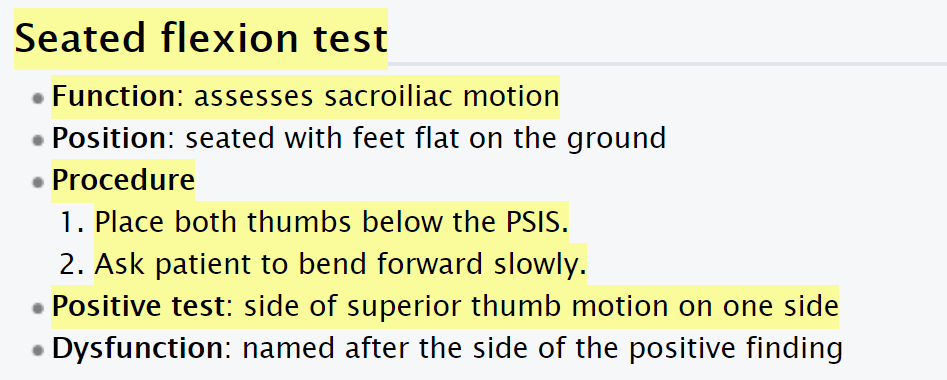 Seated flexion test
Function: assesses sacroiliac motion
Position: seated with feet flat on the ground
Procedure
1. Place both thumbs below the PSIS.
2. Ask patient to bend forward slowly.
Positive test: side of superior thumb motion on one side
Dysfunction: named after the side of the positive finding